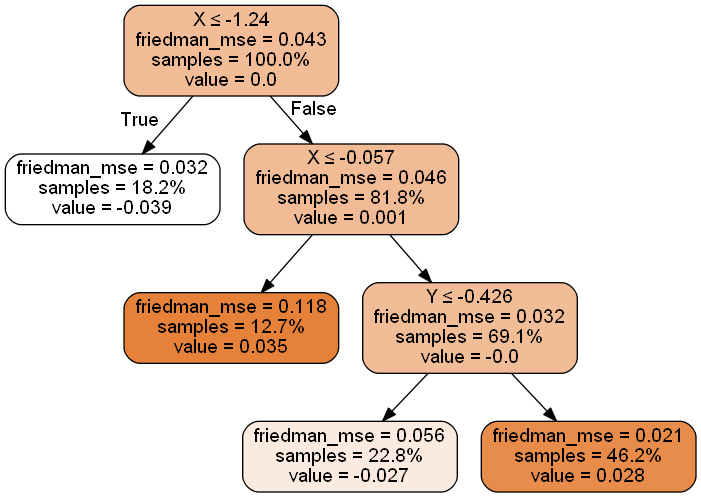 X ≤ -1.24
friedman_mse = 0.043
samples = 100.0%
value = 0.0
True
False
friedman_mse = 0.032
samples = 18.2%
value = -0.039
X ≤ -0.057
friedman_mse = 0.046
samples = 81.8%
value = 0.001
friedman_mse = 0.118
samples = 12.7%
value = 0.035
Y ≤ -0.426
friedman_mse = 0.032
samples = 69.1%
value = -0.0
friedman_mse = 0.056
samples = 22.8%
value = -0.027
friedman_mse = 0.021
samples = 46.2%
value = 0.028